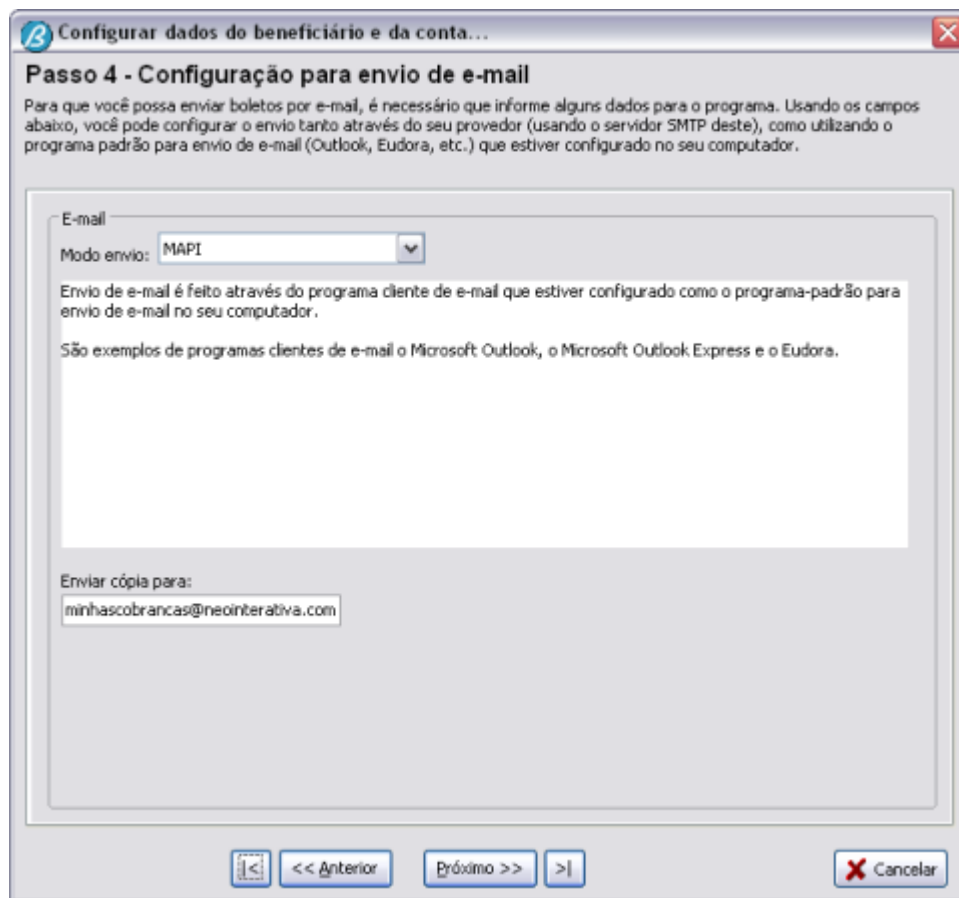 Configurar dados do beneficiário e da conta...
Passo 4 - Configuração para envio de e-mail
Para que você possa enviar boletos por e-mail, é necessário que informe alguns dados para o programa. Usando os campos
abaixo, você pode configurar o envio tanto através do seu provedor (usando o servidor SMTP deste), como utilizando o
programa padrão para envio de e-mail (Outlook, Eudora, etc.) que estiver configurado no seu computador.
E-mail
Modo envio: MAPI
Envio de e-mail é feito através do programa cliente de e-mail que estiver configurado como o programa-padrão para
envio de e-mail no seu computador.
São exemplos de programas clientes de e-mail o Microsoft Outlook, o Microsoft Outlook Express e o Eudora.
Enviar cópia para:
minhascobrancas@neointerativa.com
|< << Anterior Próximo >> >| Cancelar